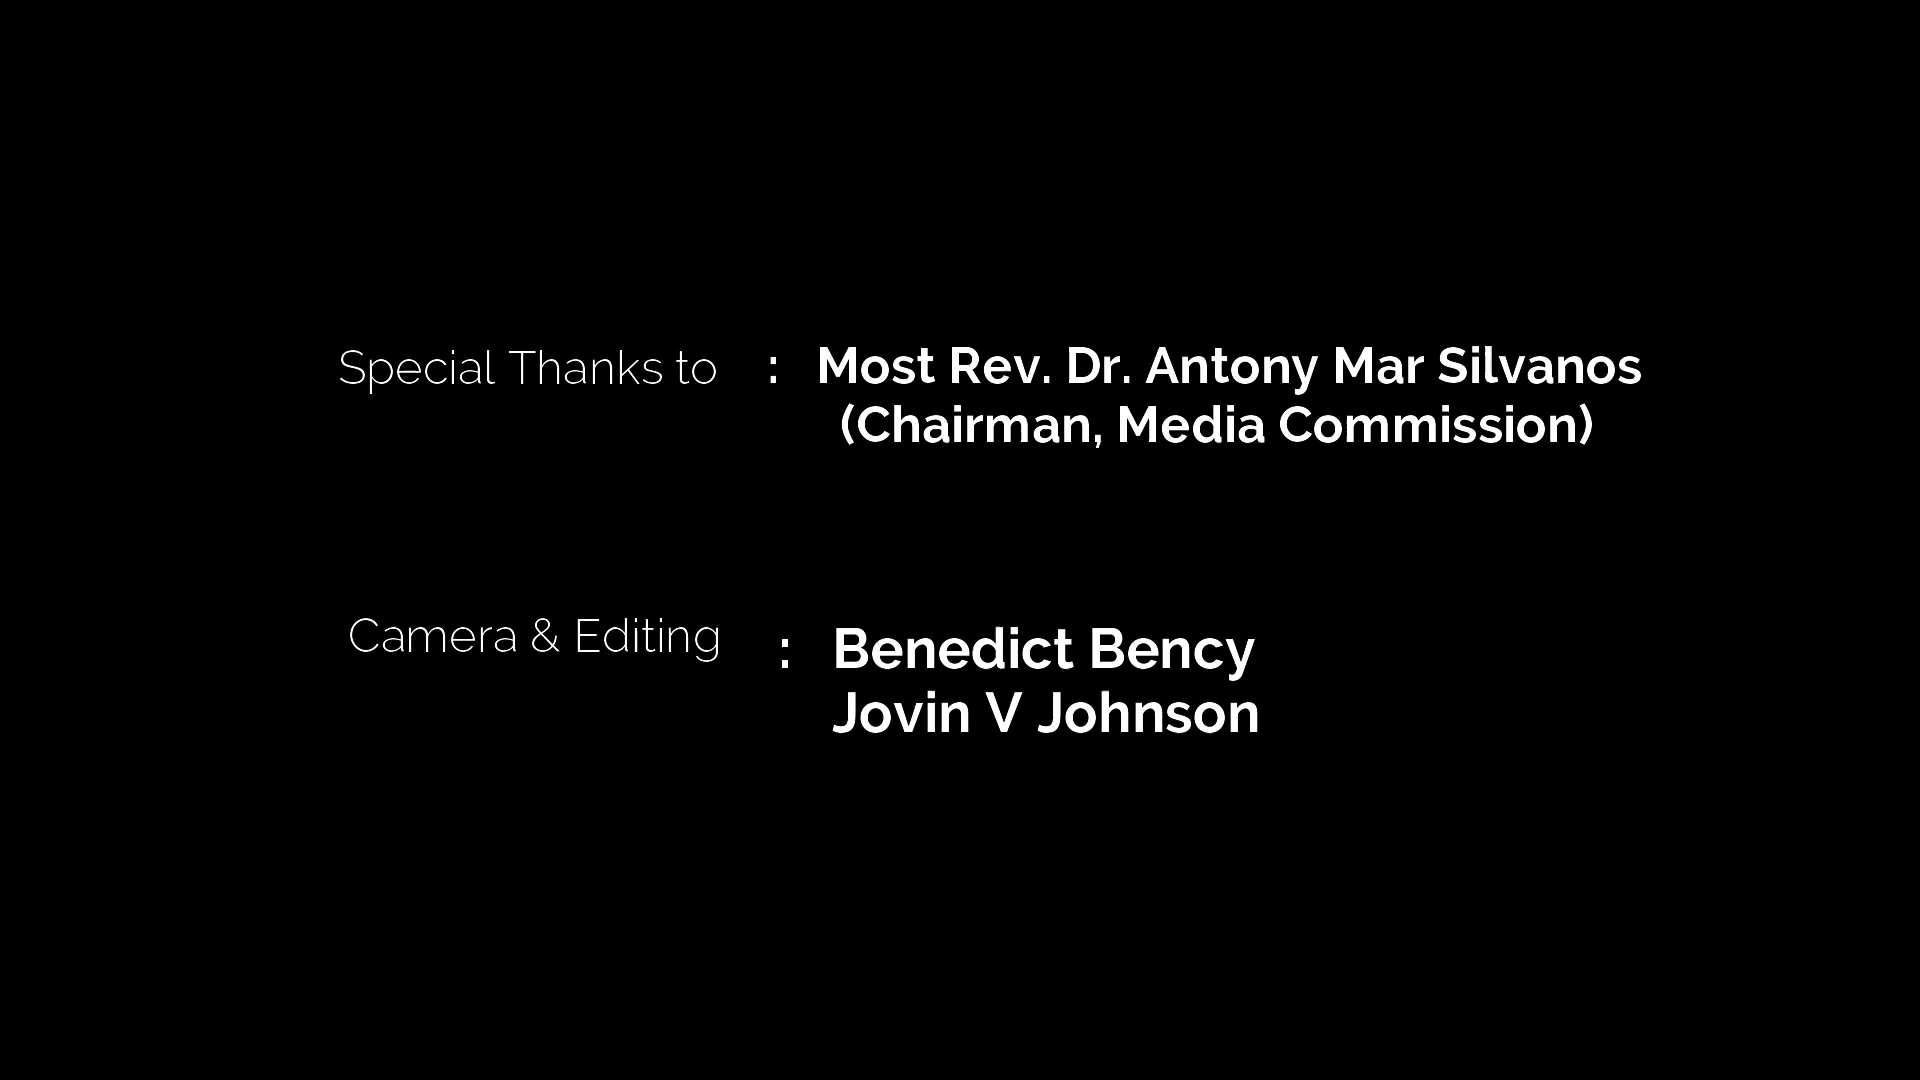 Special Thanks to : Most Rev. Dr. Antony Mar Silvanos
(Chairman, Media Commission)
Camera & Editing : Benedict Bency
Jovin V Johnson